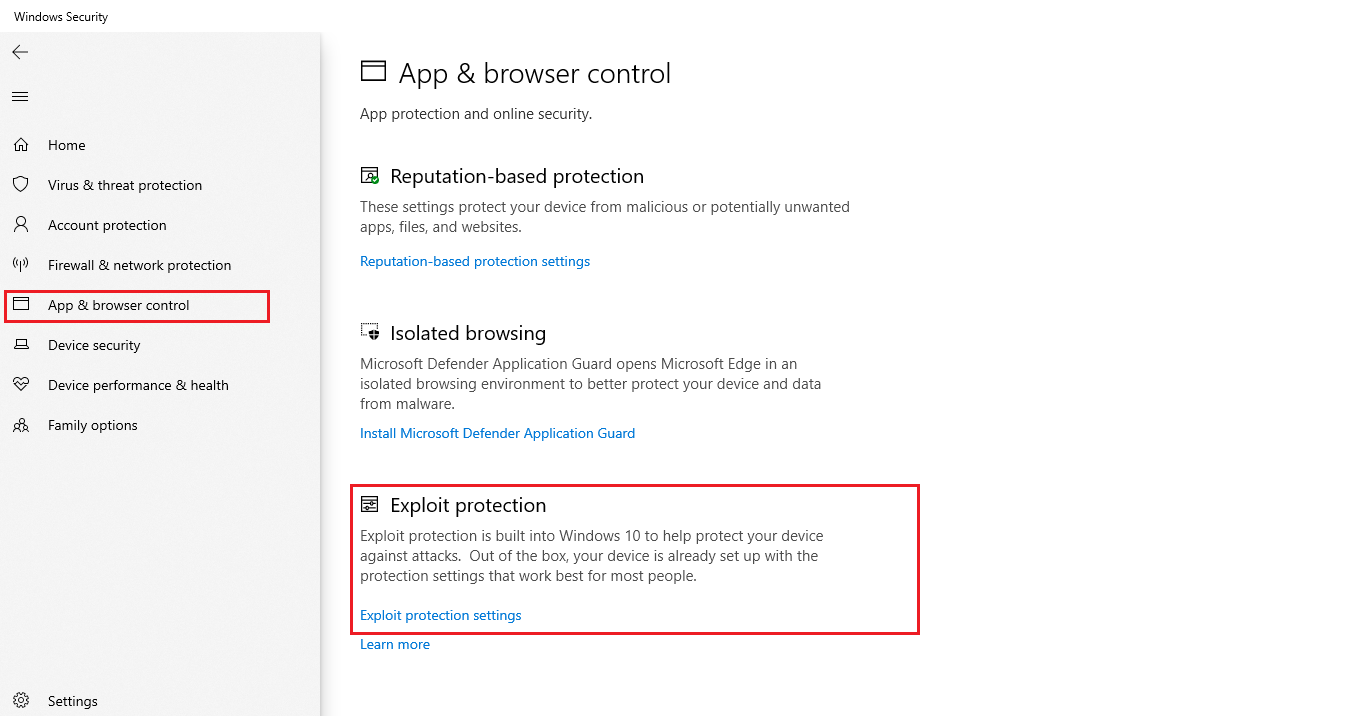 Windows Security
Home
Virus & threat protection
Account protection
Firewall & network protection
App & browser control
Device security
Device performance & health
Family options
Settings
App & browser control
App protection and online security.
Reputation-based protection
These settings protect your device from malicious or potentially unwanted
apps, files, and websites.
Reputation-based protection settings
Isolated browsing
Microsoft Defender Application Guard opens Microsoft Edge in an
isolated browsing environment to better protect your device and data
from malware.
Install Microsoft Defender Application Guard
Exploit protection
Exploit protection is built into Windows 10 to help protect your device
against attacks.  Out of the box, your device is already set up with the
protection settings that work best for most people.
Exploit protection settings
Learn more